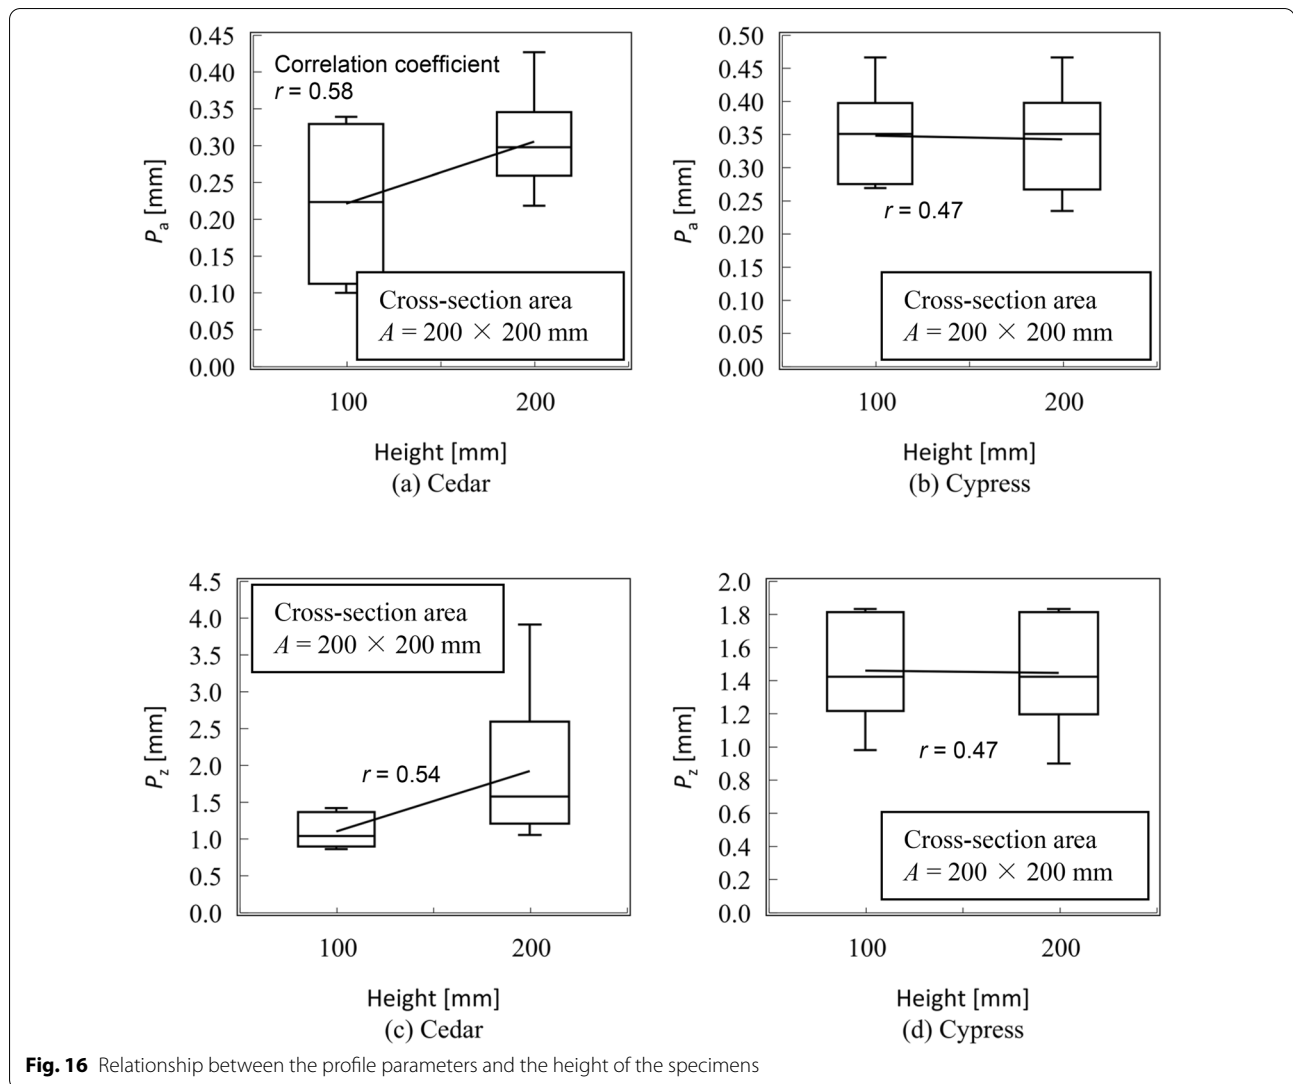 0.45
0.40
0.35
0.30
0.25
0.20
0.15
0.10
0.05
0.00
Pa [mm]
Correlation coefficient
r = 0.58
Cross-section area
A = 200 × 200 mm
100 200
Height [mm]
(a) Cedar
0.50
0.45
0.40
0.35
0.30
0.25
0.20
0.15
0.10
0.05
0.00
Pa [mm]
r = 0.47
Cross-section area
A = 200 × 200 mm
100 200
Height [mm]
(b) Cypress
4.5
4.0
3.5
3.0
2.5
2.0
1.5
1.0
0.5
0.0
Pz [mm]
Cross-section area
A = 200 × 200 mm
r = 0.54
100 200
Height [mm]
(c) Cedar
2.0
1.8
1.6
1.4
1.2
1.0
0.8
0.6
0.4
0.2
0.0
Pz [mm]
r = 0.47
Cross-section area
A = 200 × 200 mm
100 200
Height [mm]
(d) Cypress
Fig. 16 Relationship between the profile parameters and the height of the specimens